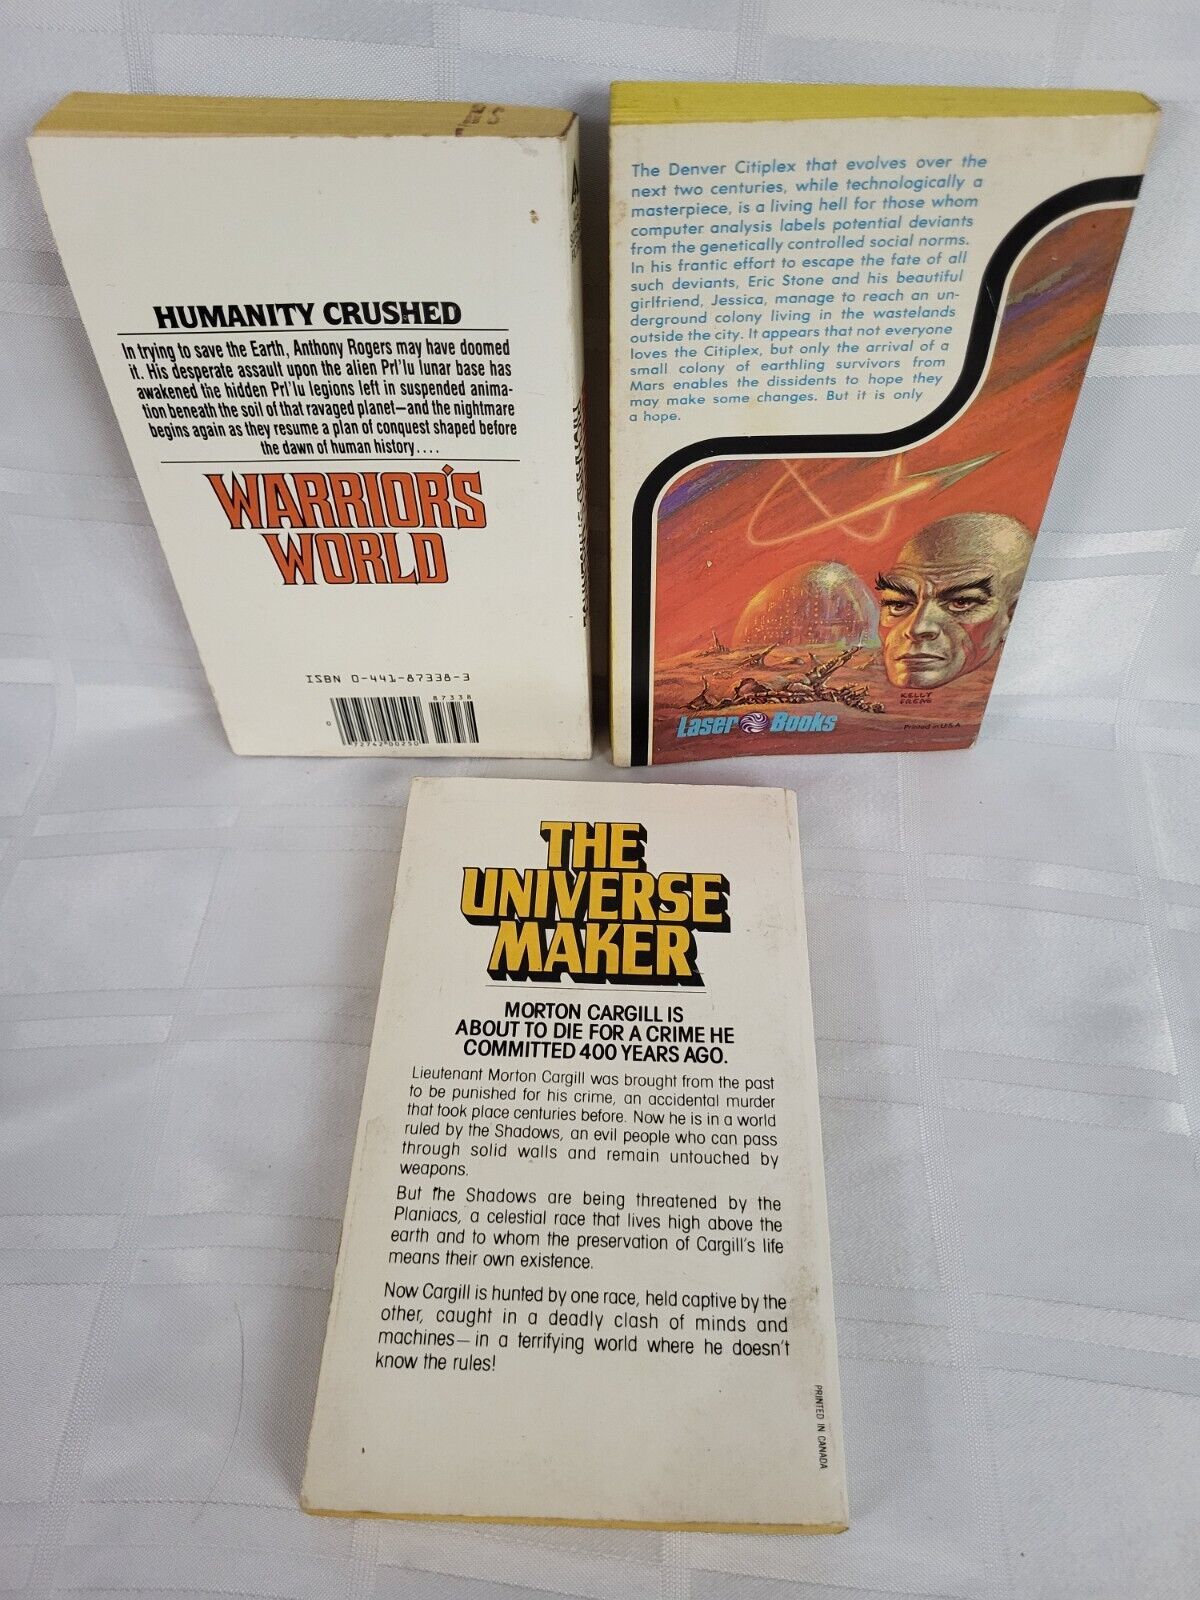 HUMANITY CRUSHED
In trying to save the Earth, Anthony Rogers may have doomed
it. His desperate assault upon the alien Prl'lu lunar base has
awakened the hidden Prl'lu legions left in suspended anima-
tion beneath the soil of that ravaged planet—and the nightmare
begins again as they resume a plan of conquest shaped before
the dawn of human history....
WARRIOR'S
WORLD
ISBN 0-441-87338-3
87338
0
72742 00250
The Denver Citiplex that evolves over the
next two centuries, while technologically a
masterpiece, is a living hell for those whom
computer analysis labels potential deviants
from the genetically controlled social norms.
In his frantic effort to escape the fate of all
such deviants, Eric Stone and his beautiful
girlfriend, Jessica, manage to reach an un-
derground colony living in the wastelands
outside the city. It appears that not everyone
loves the Citiplex, but only the arrival of a
small colony of earthling survivors from
Mars enables the dissidents to hope they
may make some changes. But it is only
a hope.
KELLY
FREAS
Laser Books
Printed in U.S.A.
THE
UNIVERSE
MAKER
MORTON CARGILL IS
ABOUT TO DIE FOR A CRIME HE
COMMITTED 400 YEARS AGO.
Lieutenant Morton Cargill was brought from the past
to be punished for his crime, an accidental murder
that took place centuries before. Now he is in a world
ruled by the Shadows, an evil people who can pass
through solid walls and remain untouched by
weapons.
But the Shadows are being threatened by the
Planiacs, a celestial race that lives high above the
earth and to whom the preservation of Cargill's life
means their own existence.
Now Cargill is hunted by one race, held captive by the
other, caught in a deadly clash of minds and
machines—in a terrifying world where he doesn't
know the rules!
PRINTED IN CANADA